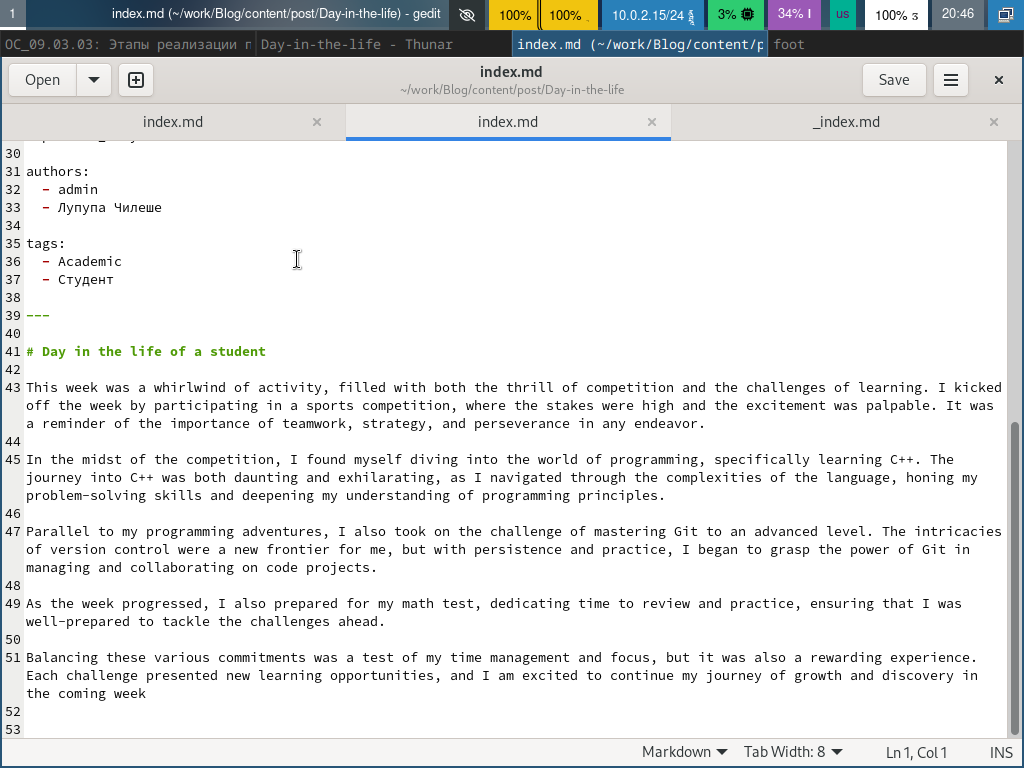 1 index.md (~/work/Blog/content/post/Day-in-the-life) - gedit 100% 100% 10.0.2.15/24 3% 34% us 100% 20:46
ОС_09.03.03: Этапы реализации п Day-in-the-life - Thunar index.md (~/work/Blog/content/p foot
Open index.md Save
~/work/Blog/content/post/Day-in-the-life
index.md index.md _index.md
30
31 authors:
32 - admin
33 - Лупупа Чилеше
34
35 tags:
36 - Academic
37 - Студент
38
39 ---
40
41 # Day in the life of a student
42
43 This week was a whirlwind of activity, filled with both the thrill of competition and the challenges of learning. I kicked
off the week by participating in a sports competition, where the stakes were high and the excitement was palpable. It was
a reminder of the importance of teamwork, strategy, and perseverance in any endeavor.
44
45 In the midst of the competition, I found myself diving into the world of programming, specifically learning C++. The
journey into C++ was both daunting and exhilarating, as I navigated through the complexities of the language, honing my
problem-solving skills and deepening my understanding of programming principles.
46
47 Parallel to my programming adventures, I also took on the challenge of mastering Git to an advanced level. The intricacies
of version control were a new frontier for me, but with persistence and practice, I began to grasp the power of Git in
managing and collaborating on code projects.
48
49 As the week progressed, I also prepared for my math test, dedicating time to review and practice, ensuring that I was
well-prepared to tackle the challenges ahead.
50
51 Balancing these various commitments was a test of my time management and focus, but it was also a rewarding experience.
Each challenge presented new learning opportunities, and I am excited to continue my journey of growth and discovery in
the coming week
52
53
Markdown Tab Width: 8 Ln 1, Col 1 INS